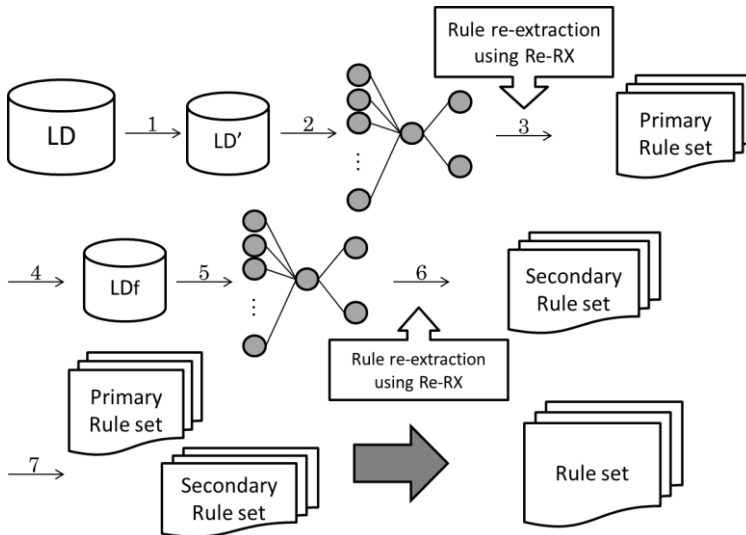 Rule re-extraction
using Re-RX
LD
1
LD'
2
3
Primary
Rule set
4
LDf
5
6
Secondary
Rule set
Rule re-extraction
using Re-RX
Primary
Rule set
7
Secondary
Rule set
Rule set